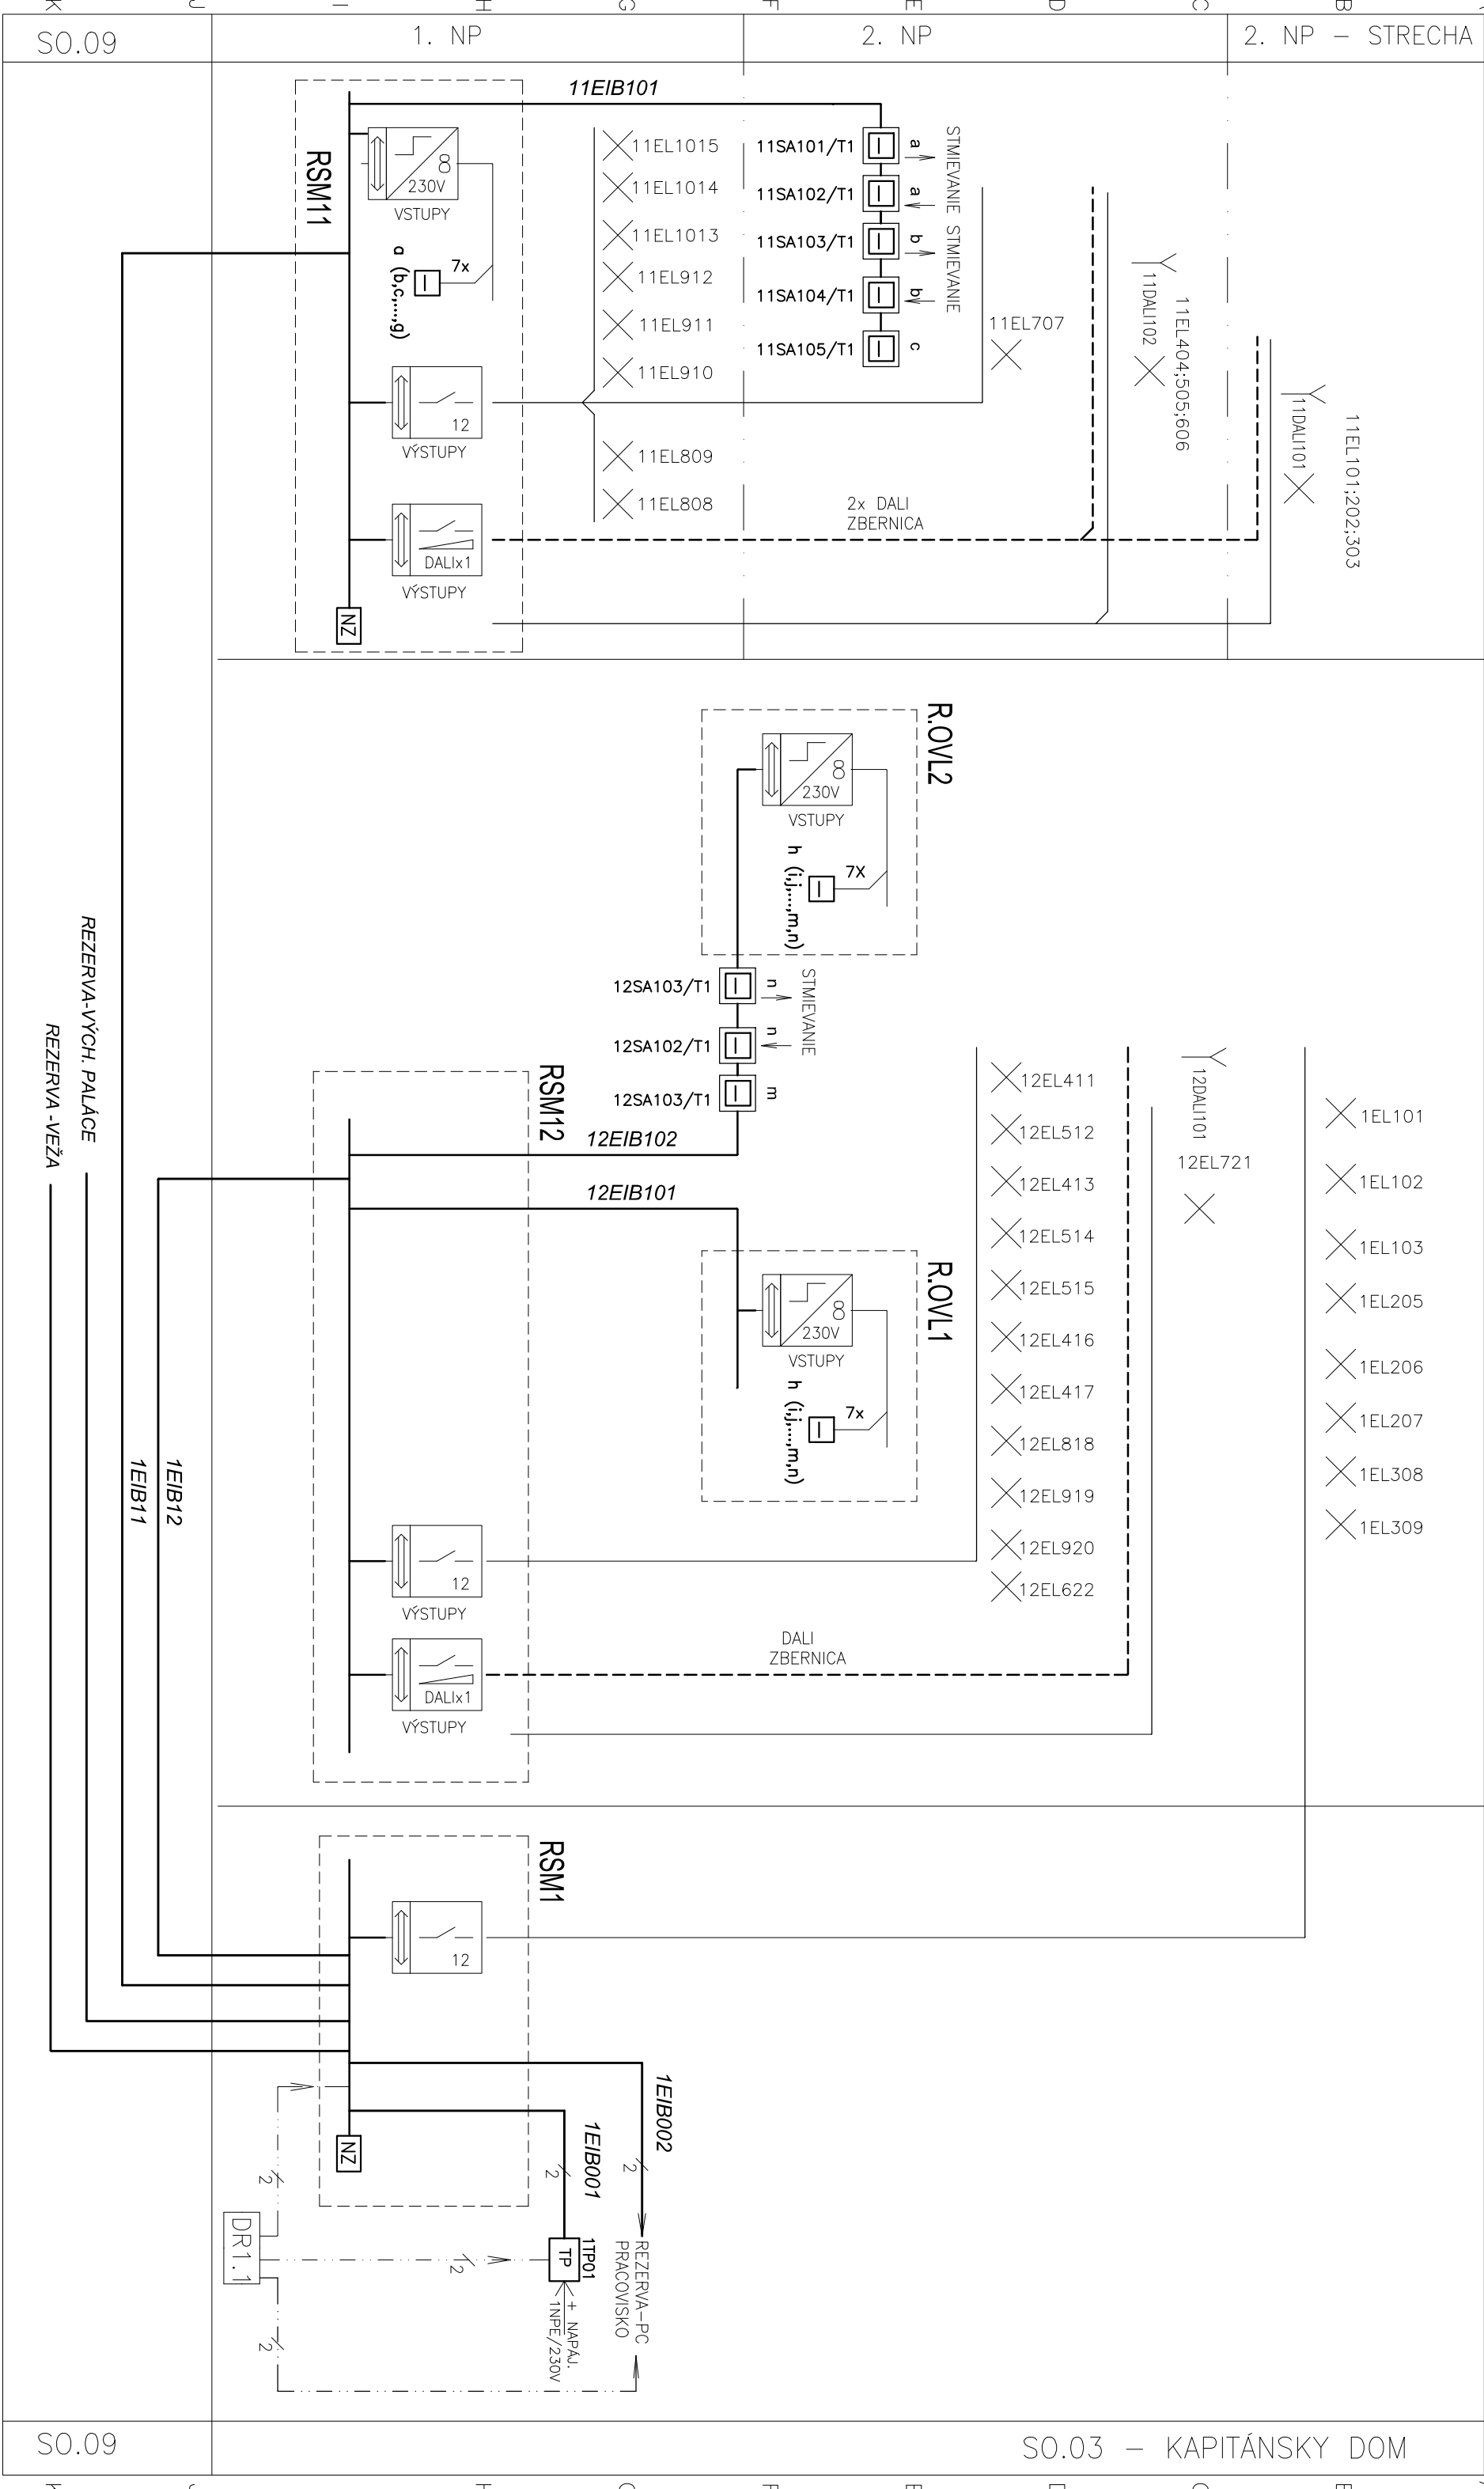 K
J
I
H
G
F
E
D
C
B
SO.09
1. NP
2. NP
2. NP – STRECHA
11EIB101
RSM11
8
230V
VSTUPY
7x
a (b,c,...,g)
12
VÝSTUPY
DALIx1
VÝSTUPY
NZ
11EL1015
11EL1014
11EL1013
11EL912
11EL911
11EL910
11EL809
11EL808
11SA101/T1
a
11SA102/T1
a
11SA103/T1
b
11SA104/T1
b
11SA105/T1
c
STMIEVANIE
STMIEVANIE
11EL707
2x DALI
ZBERNICA
11DALI102
11EL404;505;606
11DALI101
11EL101;202;303
R.OVL2
8
230V
VSTUPY
7X
h (i,j,...,m,n)
12SA103/T1
n
12SA102/T1
n
12SA103/T1
m
STMIEVANIE
RSM12
12EIB102
12EIB101
R.OVL1
8
230V
VSTUPY
7x
h (i,j,...,m,n)
12
VÝSTUPY
DALIx1
VÝSTUPY
DALI
ZBERNICA
12EL411
12EL512
12EL413
12EL514
12EL515
12EL416
12EL417
12EL818
12EL919
12EL920
12EL622
12DALI101
12EL721
1EL101
1EL102
1EL103
1EL205
1EL206
1EL207
1EL308
1EL309
REZERVA-VÝCH. PALÁCE
REZERVA -VEŽA
1EIB12
1EIB11
RSM1
12
NZ
1EIB002
2
1EIB001
2
REZERVA–PC
PRACOVISKO
1TP01
TP
+ NAPÁJ.
1NPE/230V
2
2
2
DR1.1
SO.09
SO.03 – KAPITÁNSKY DOM